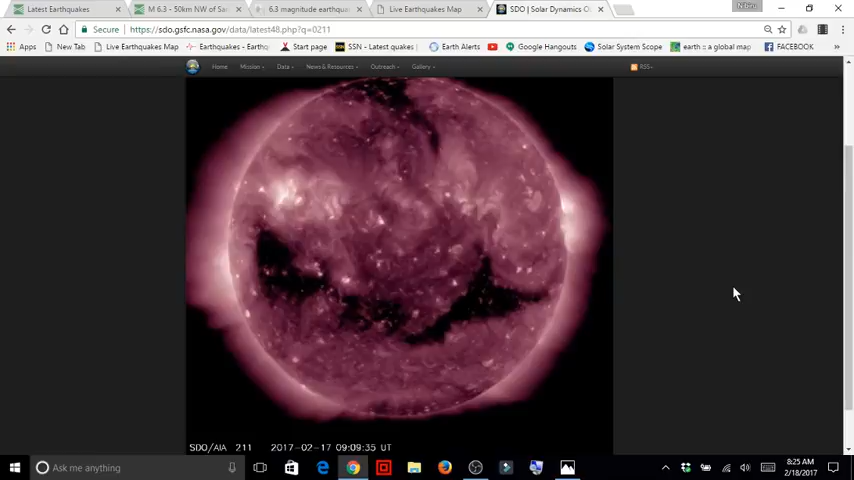 Nibiru
Latest Earthquakes
M 6.3 - 50km NW of Sa
6.3 magnitude earthqua
Live Earthquakes Map
SDO | Solar Dynamics O
Secure
https://sdo.gsfc.nasa.gov/data/latest48.php?q=0211
Apps
New Tab
Live Earthquakes Map
Earthquakes - Earthq
Start page
SSN - Latest quakes
Earth Alerts
Google Hangouts
Solar System Scope
earth :: a global map
FACEBOOK
Home
Mission
Data
News & Resources
Outreach
Gallery
RSS
SDO/AIA 211 2017-02-17 09:09:35 UT
Ask me anything
8:25 AM
2/18/2017